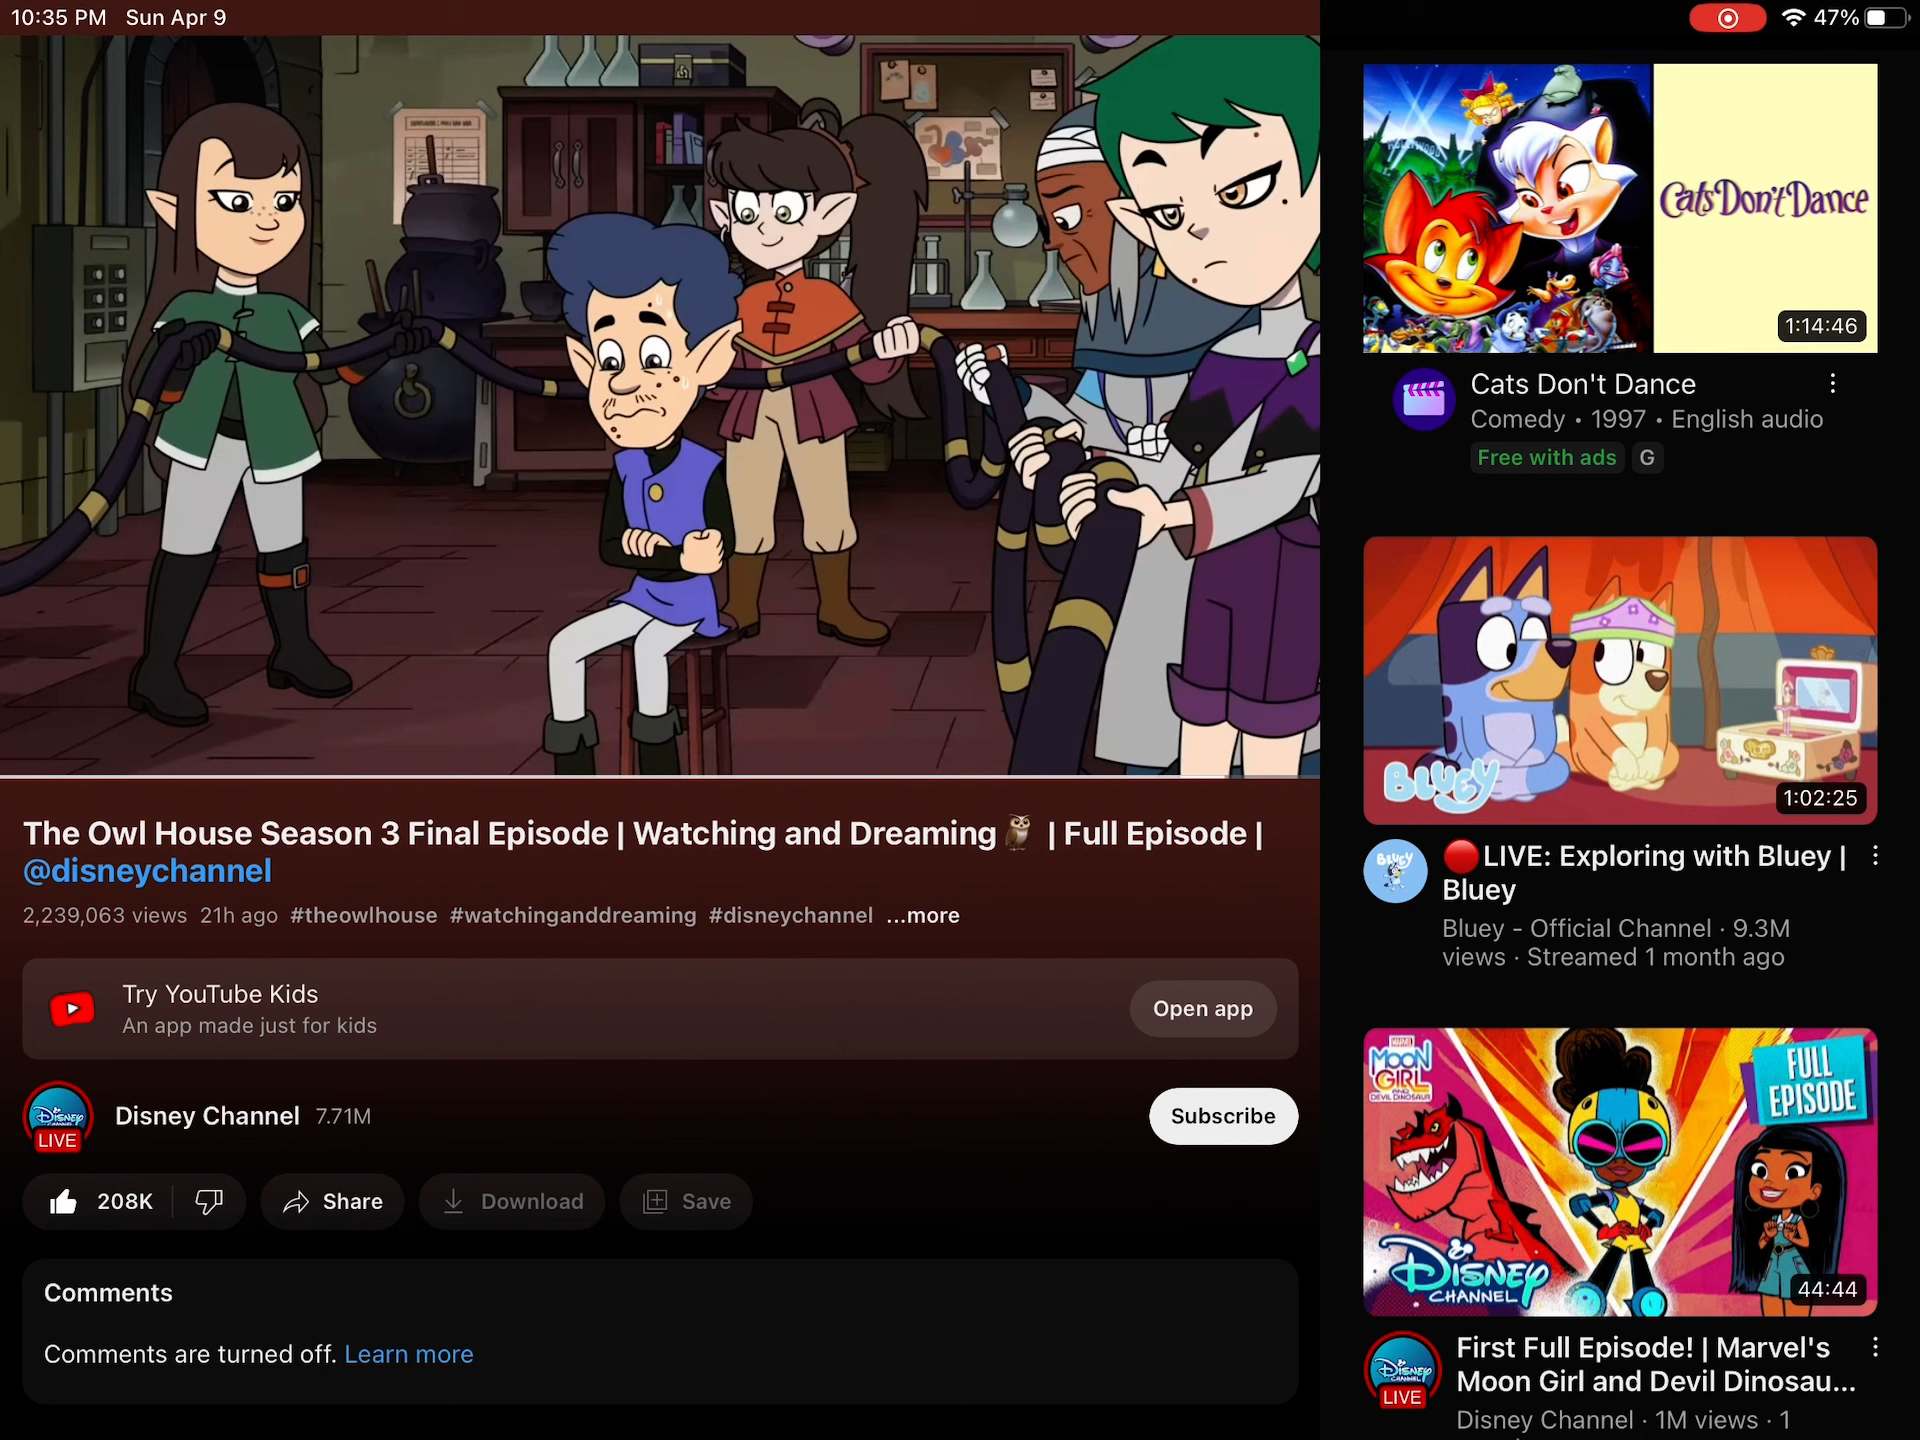 10:35 PM Sun Apr 9
47%
The Owl House Season 3 Final Episode | Watching and Dreaming🦉 | Full Episode |
@disneychannel
2,239,063 views 21h ago #theowlhouse #watchinganddreaming #disneychannel ...more
Try YouTube Kids
An app made just for kids
Open app
DISNEY
LIVE
Disney Channel 7.71M
Subscribe
208K
Share
Download
Save
Comments
Comments are turned off. Learn more
Cats Don't Dance
1:14:46
Cats Don't Dance
Comedy • 1997 • English audio
Free with ads G
BLUEY
1:02:25
BLUEY
🔴LIVE: Exploring with Bluey |
Bluey
Bluey - Official Channel · 9.3M
views · Streamed 1 month ago
MARVEL
MOON
GIRL
AND
DEVIL DINOSAUR
FULL
EPISODE
DISNEY
CHANNEL
44:44
DISNEY
CHANNEL
LIVE
First Full Episode! | Marvel's
Moon Girl and Devil Dinosau...
Disney Channel · 1M views · 1